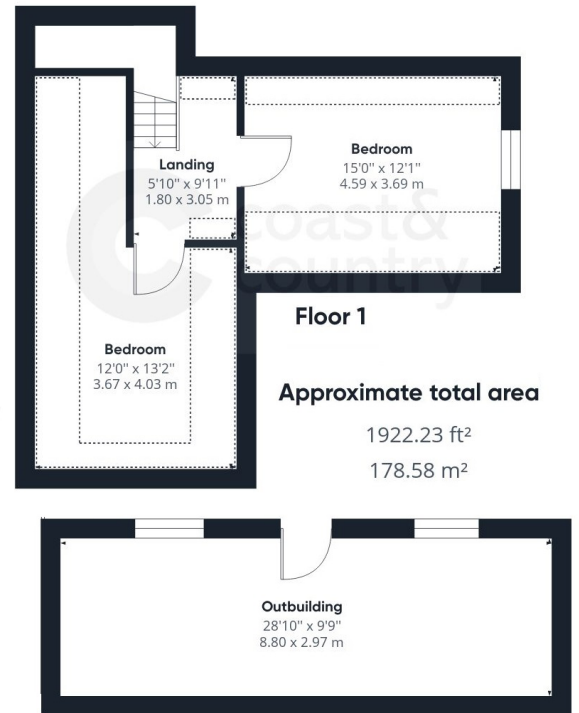 Landing
5'10" x 9'11"
1.80 x 3.05 m
Bedroom
15'0" x 12'1"
4.59 x 3.69 m
coast&
country
Floor 1
Bedroom
12'0" x 13'2"
3.67 x 4.03 m
Approximate total area
1922.23 ft²
178.58 m²
Outbuilding
28'10" x 9'9"
8.80 x 2.97 m